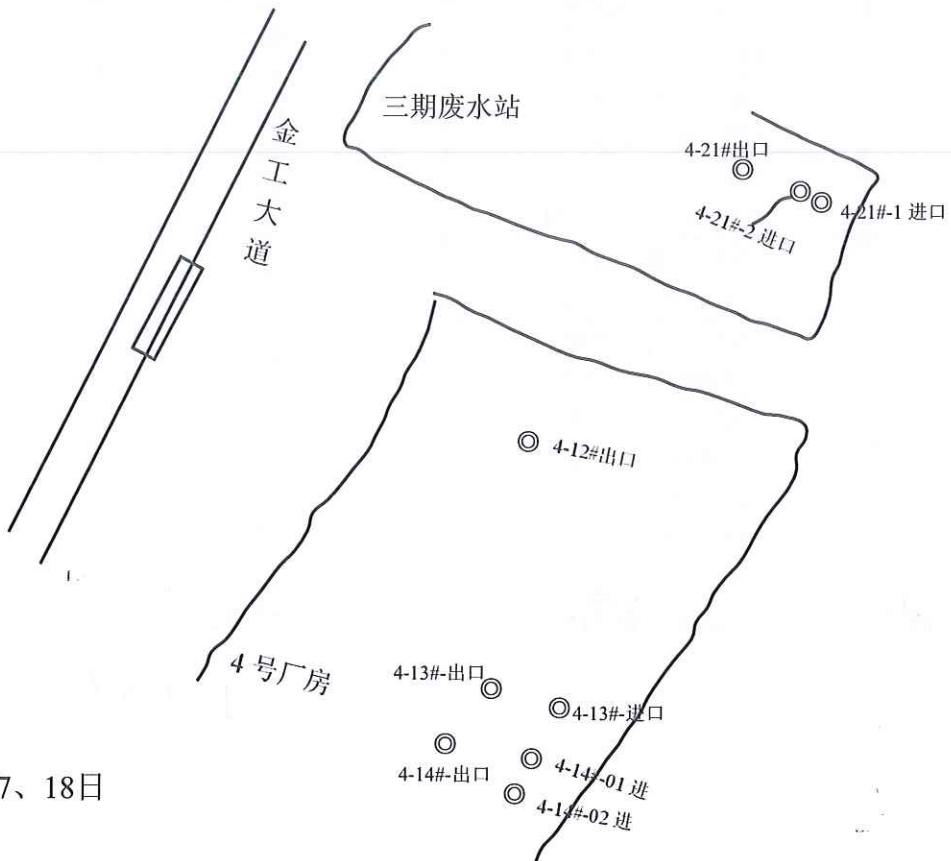 三期废水站
金工大道
4-21#出口
4-21#-1 进口
4-21#-2 进口
4-12#出口
4 号厂房
4-13#-出口
4-13#-进口
4-14#-出口
4-14#-01 进
4-14#-02 进
7、18日